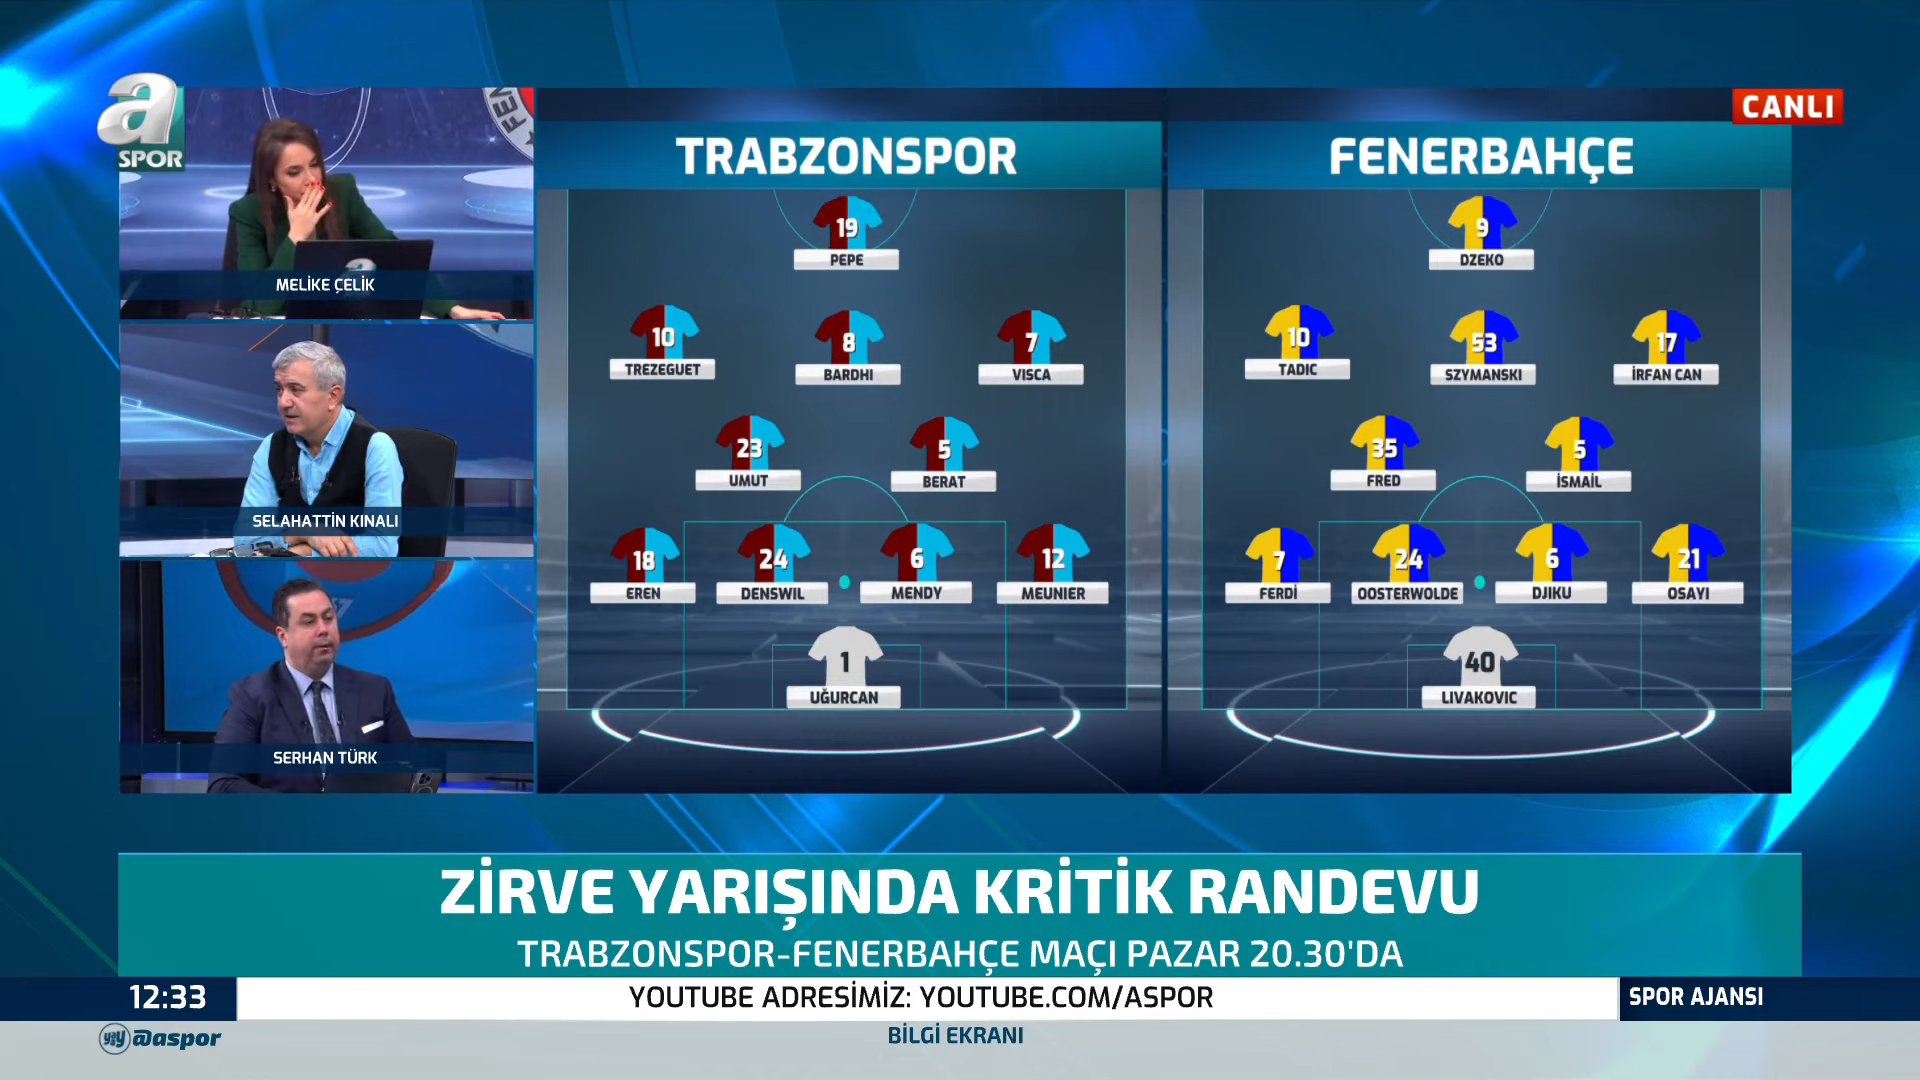 a
SPOR
CANLI
FEN
MELİKE ÇELİK
SELAHATTİN KINALI
SERHAN TÜRK
TRABZONSPOR
19
PEPE
10
TREZEGUET
8
BARDHI
7
VISCA
23
UMUT
5
BERAT
18
EREN
24
DENSWIL
6
MENDY
12
MEUNIER
1
UĞURCAN
FENERBAHÇE
9
DZEKO
10
TADIC
53
SZYMANSKI
17
İRFAN CAN
35
FRED
5
İSMAİL
7
FERDİ
24
OOSTERWOLDE
6
DJIKU
21
OSAYI
40
LIVAKOVIC
ZİRVE YARIŞINDA KRİTİK RANDEVU
TRABZONSPOR-FENERBAHÇE MAÇI PAZAR 20.30'DA
12:33
YOUTUBE ADRESİMİZ: YOUTUBE.COM/ASPOR
SPOR AJANSI
@aspor
BİLGİ EKRANI